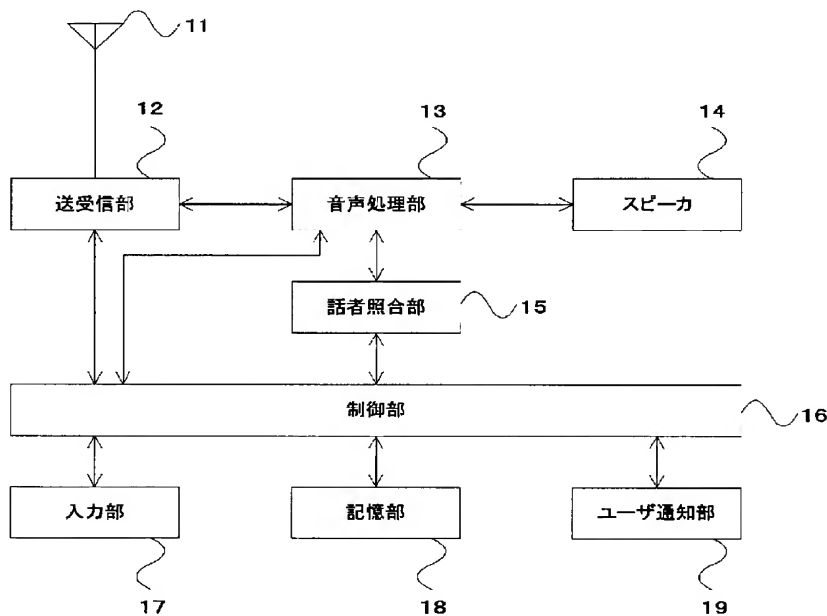 11
12
13
14
送受信部
音声処理部
スピーカ
話者照合部
15
制御部
16
入力部
記憶部
ユーザ通知部
17
18
19